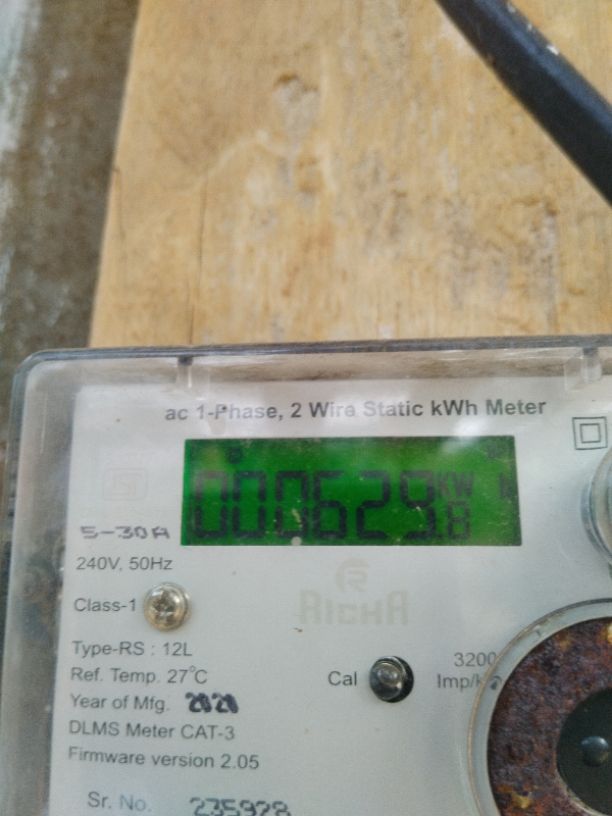 ac 1-Phase, 2 Wire Static kWh Meter
000629.8 KW h
5-30A
240V, 50Hz
Class-1
RICHA
Type-RS : 12L
Ref. Temp. 27°C
Cal
3200
Imp/k
Year of Mfg. 2020
DLMS Meter CAT-3
Firmware version 2.05
Sr. No. 235928